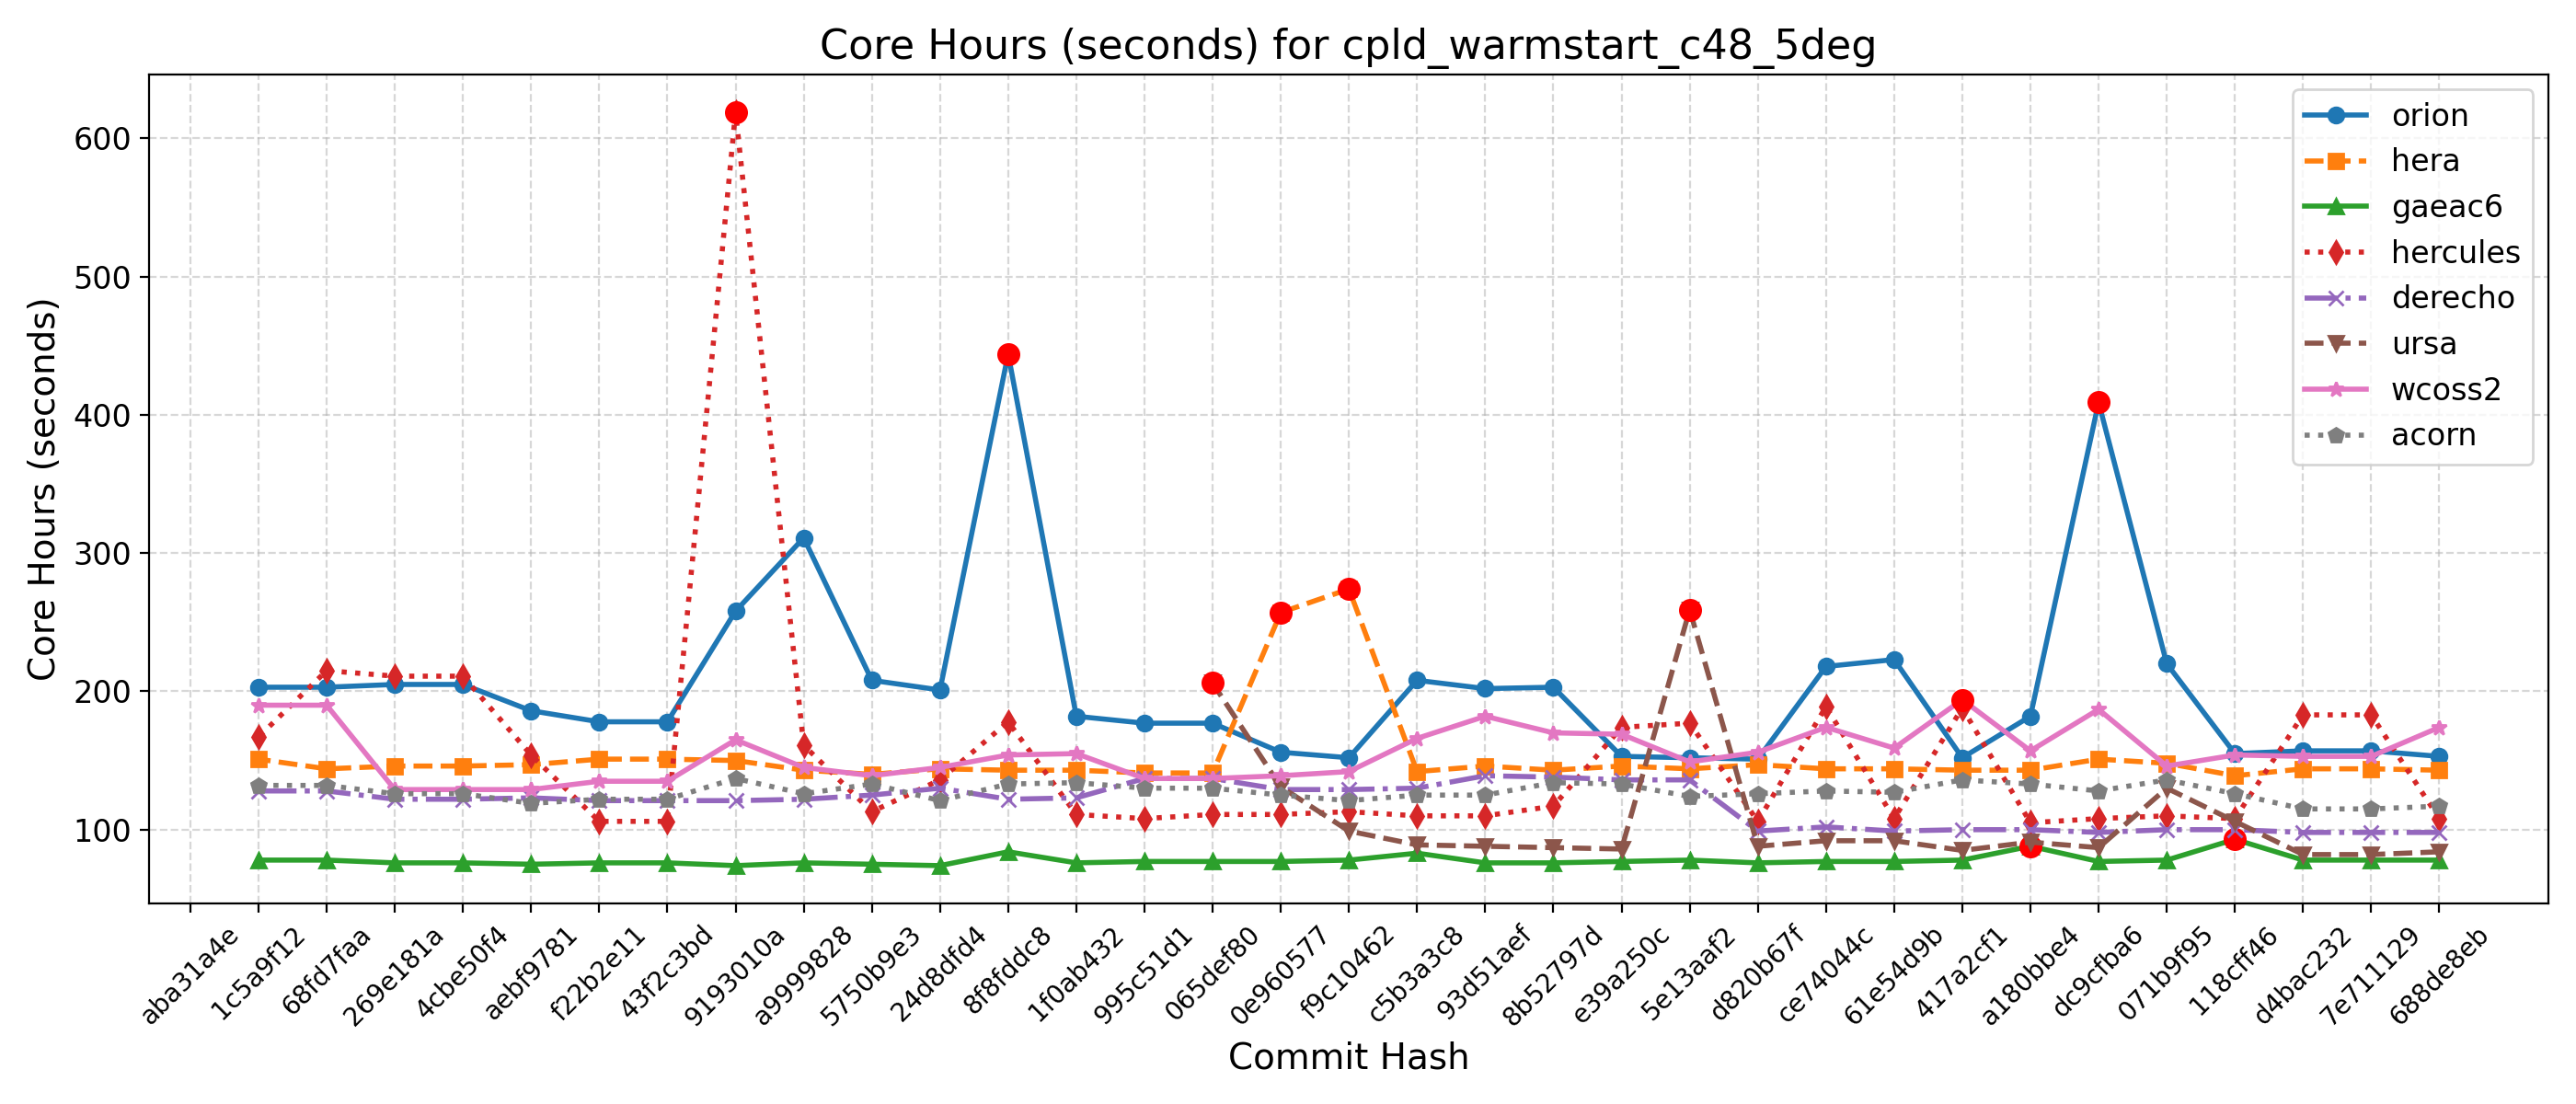 Core Hours (seconds) for cpld_warmstart_c48_5deg
Core Hours (seconds)
600
500
400
300
200
100
orion
hera
gaeac6
hercules
derecho
ursa
wcoss2
acorn
aba31a4e
1c5a9f12
68fd7faa
269e181a
4cbe50f4
aebf9781
f22b2e11
43f2c3bd
9193010a
a9999828
5750b9e3
24d8dfd4
8f8fddc8
1f0ab432
995c51d1
065def80
0e960577
f9c10462
c5b3a3c8
93d51aef
8b52797d
e39a250c
5e13aaf2
d820b67f
ce74044c
61e54d9b
417a2cf1
a180bbe4
dc9cfba6
071b9f95
118cff46
d4bac232
7e711129
688de8eb
Commit Hash